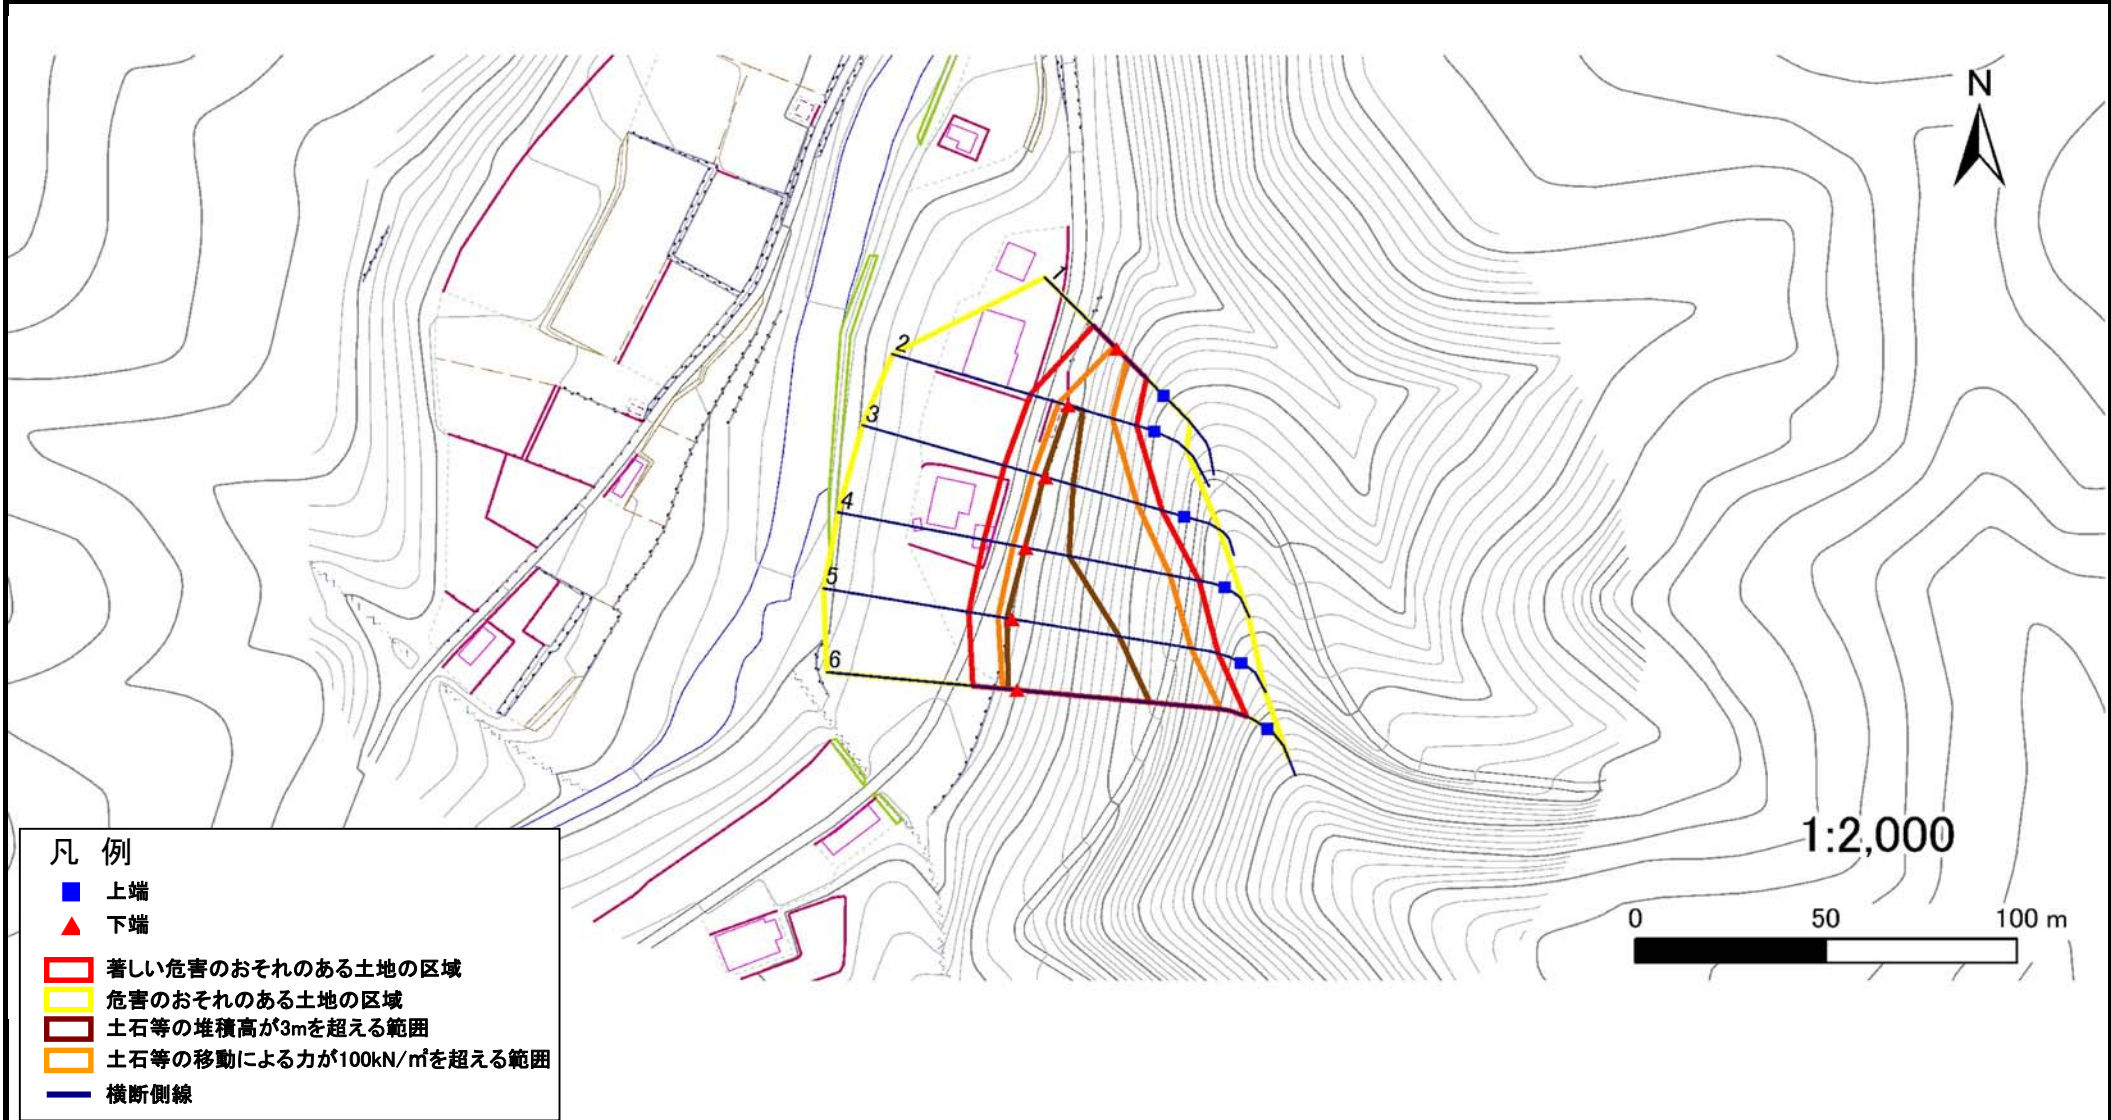 N
1
2
3
4
5
6
1:2,000
0 50 100 m
凡 例
上端
下端
著しい危害のおそれのある土地の区域
危害のおそれのある土地の区域
土石等の堆積高が3mを超える範囲
土石等の移動による力が100kN/㎡を超える範囲
横断側線